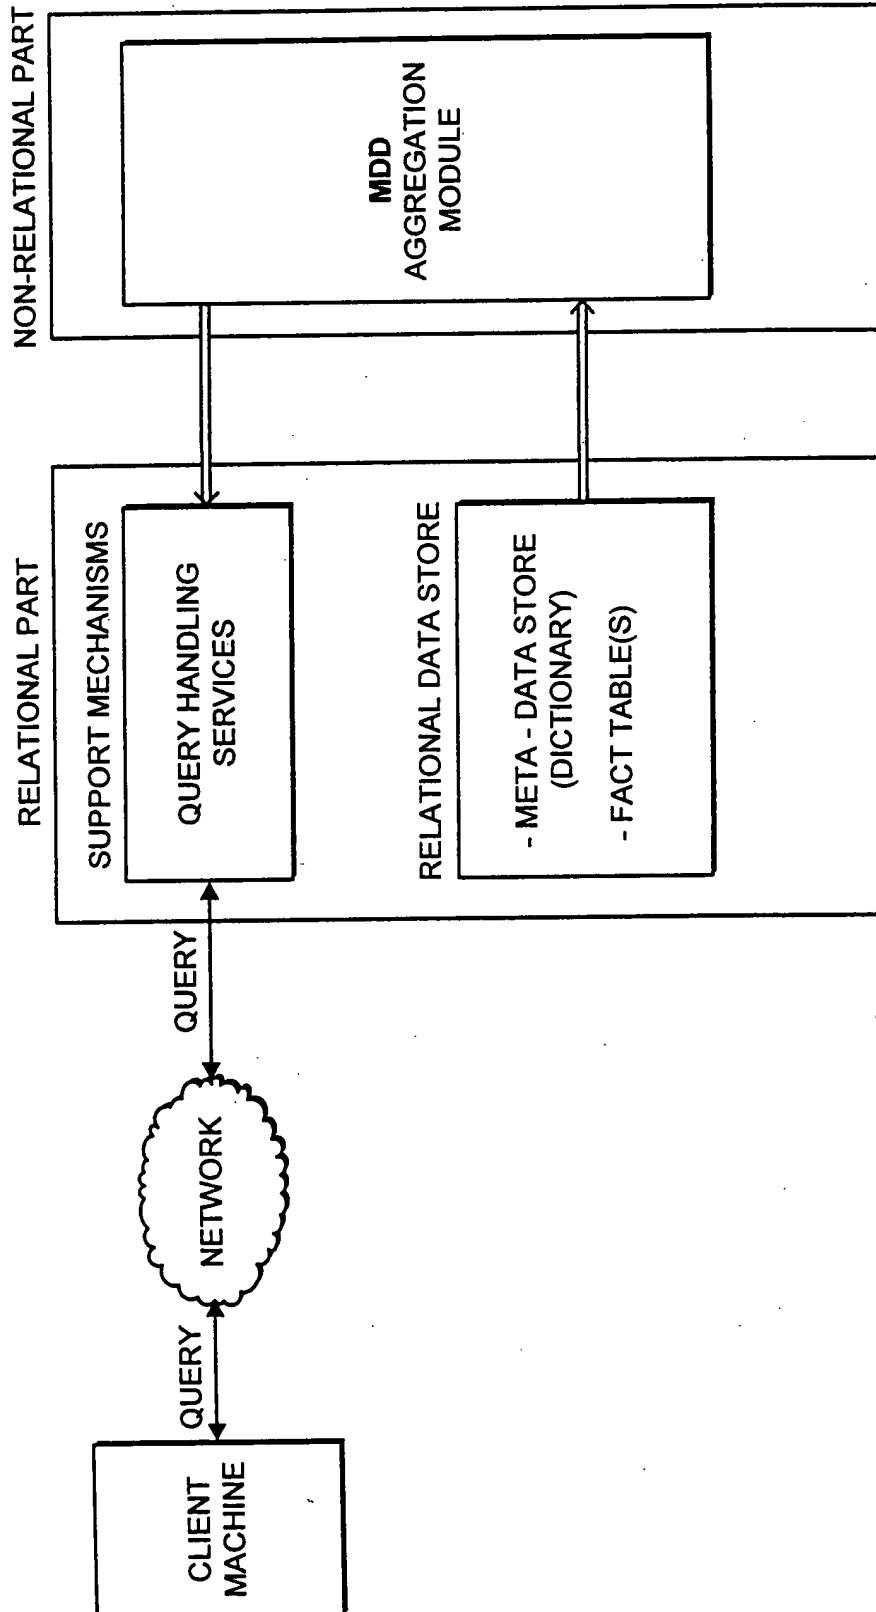 CLIENT
MACHINE
QUERY
NETWORK
QUERY
RELATIONAL PART
SUPPORT MECHANISMS
QUERY HANDLING
SERVICES
RELATIONAL DATA STORE
- META - DATA STORE
(DICTIONARY)
- FACT TABLE(S)
NON-RELATIONAL PART
MDD
AGGREGATION
MODULE